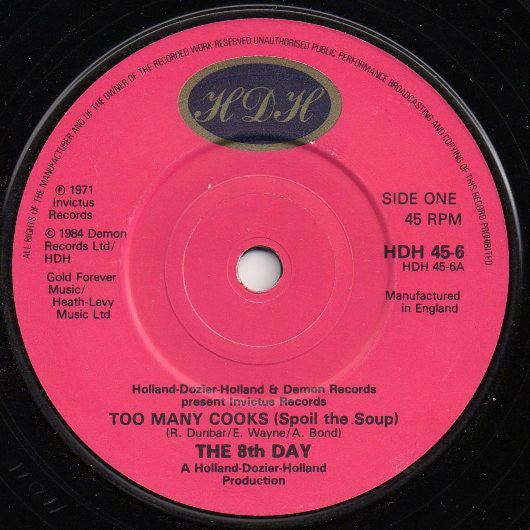 ALL RIGHTS OF THE MANUFACTURER AND OF THE OWNER OF THE RECORDED WORK RESERVED UNAUTHORISED PUBLIC PERFORMANCE BROADCASTING AND COPYING OF THIS RECORD PROHIBITED
HDH
℗ 1971
Invictus
Records
© 1984 Demon
Records Ltd/
HDH
Gold Forever
Music/
Heath-Levy
Music Ltd
SIDE ONE
45 RPM
HDH 45-6
HDH 45-6A
Manufactured
in England
Holland-Dozier-Holland & Demon Records
present Invictus Records
TOO MANY COOKS (Spoil the Soup)
(R. Dunbar/E. Wayne/A. Bond)
THE 8th DAY
A Holland-Dozier-Holland
Production